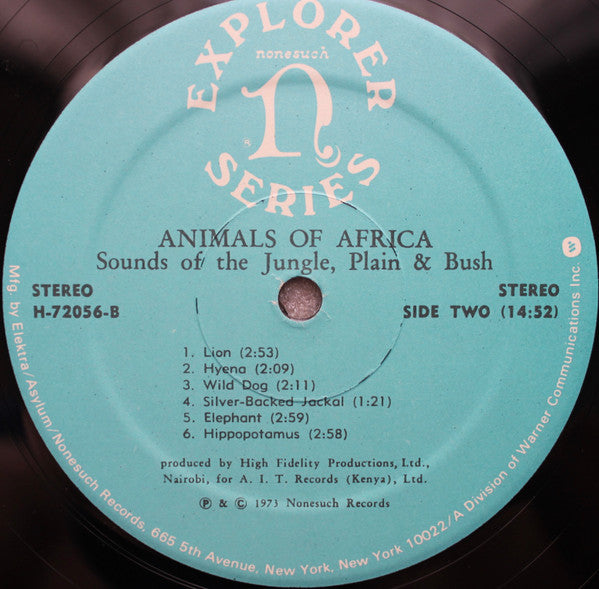 EXPLORER
nonesuch
n
®
SERIES
ANIMALS OF AFRICA
Sounds of the Jungle, Plain & Bush
STEREO
H-72056-B
STEREO
SIDE TWO (14:52)
1. Lion (2:53)
2. Hyena (2:09)
3. Wild Dog (2:11)
4. Silver-Backed Jackal (1:21)
5. Elephant (2:59)
6. Hippopotamus (2:58)
produced by High Fidelity Productions, Ltd.,
Nairobi, for A. I. T. Records (Kenya), Ltd.
℗ & © 1973 Nonesuch Records
Mfg. by Elektra/Asylum/Nonesuch Records, 665 5th Avenue, New York, New York 10022/A Division of Warner Communications Inc. W